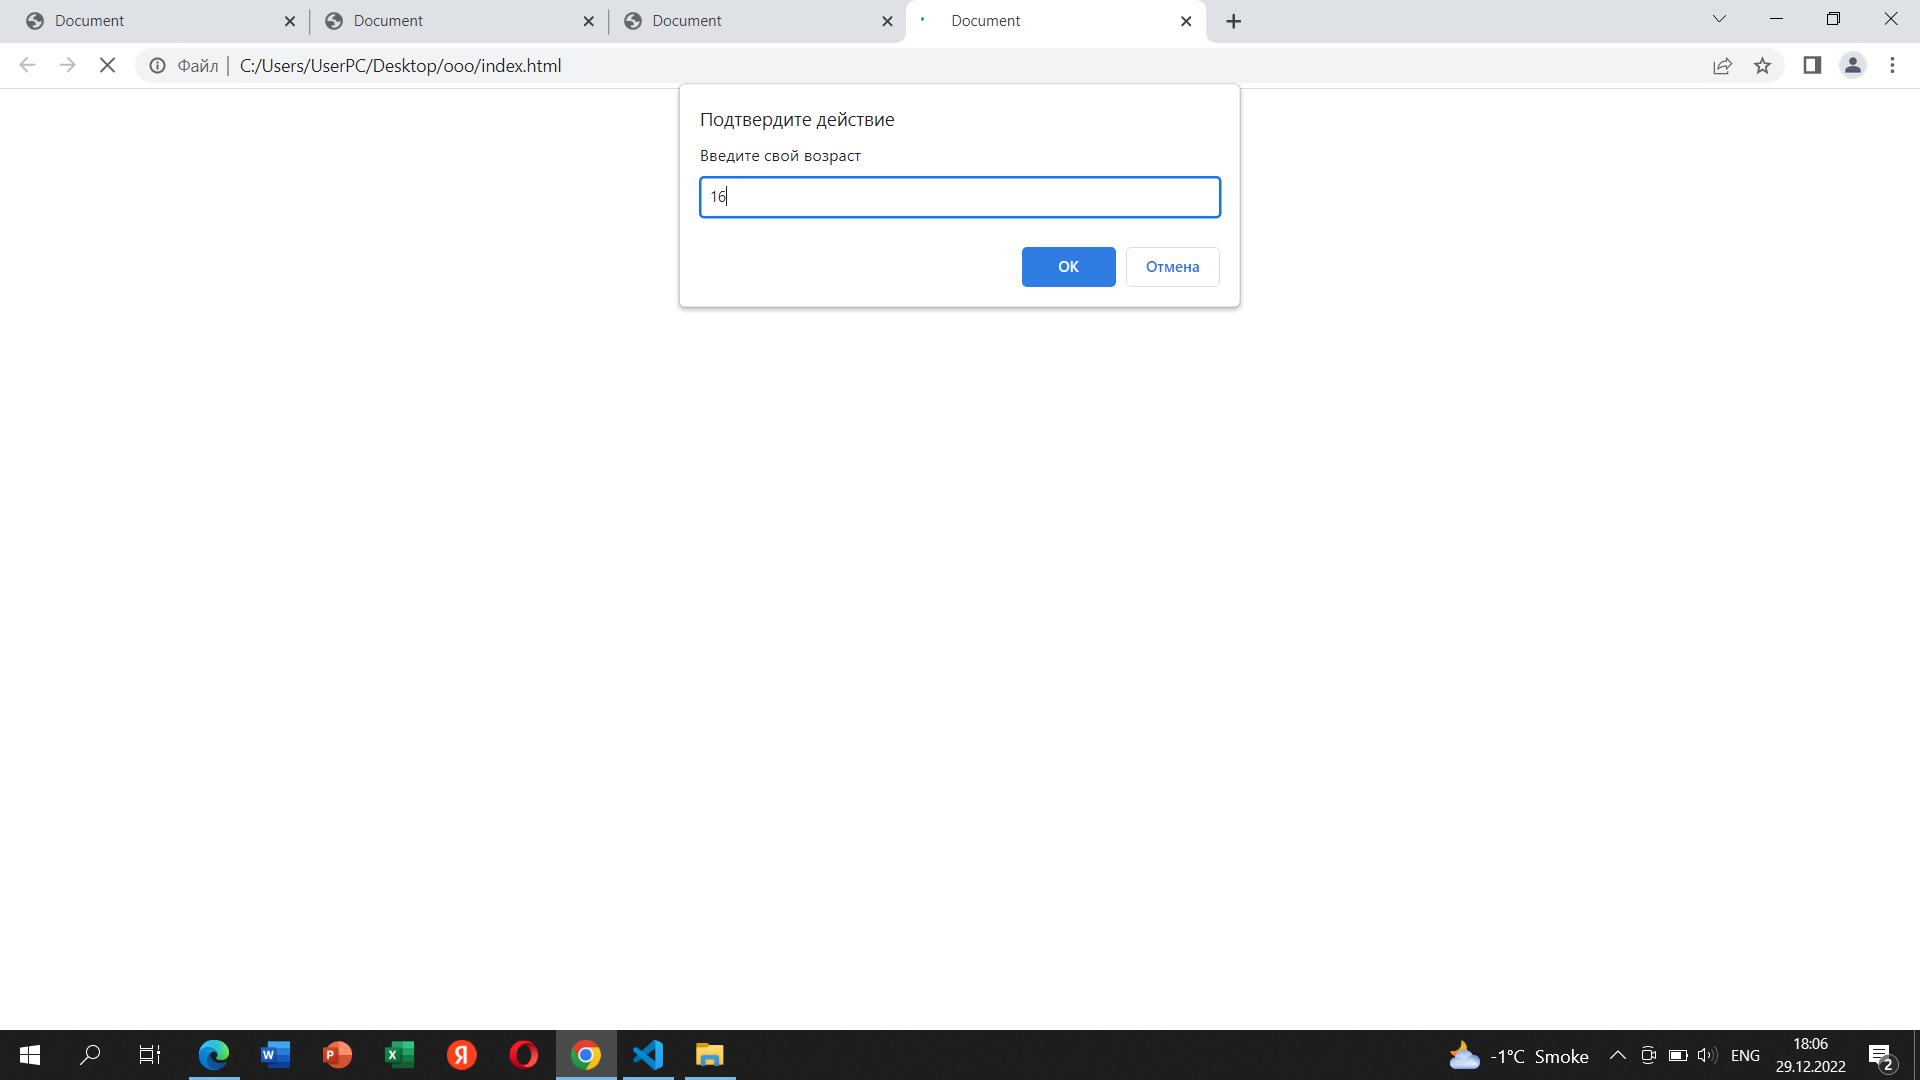 Document
Document
Document
Document
Файл
C:/Users/UserPC/Desktop/ooo/index.html
Подтвердите действие
Введите свой возраст
16
ОК
Отмена
-1°C Smoke
ENG
18:06
29.12.2022
2
W
P
X
Я